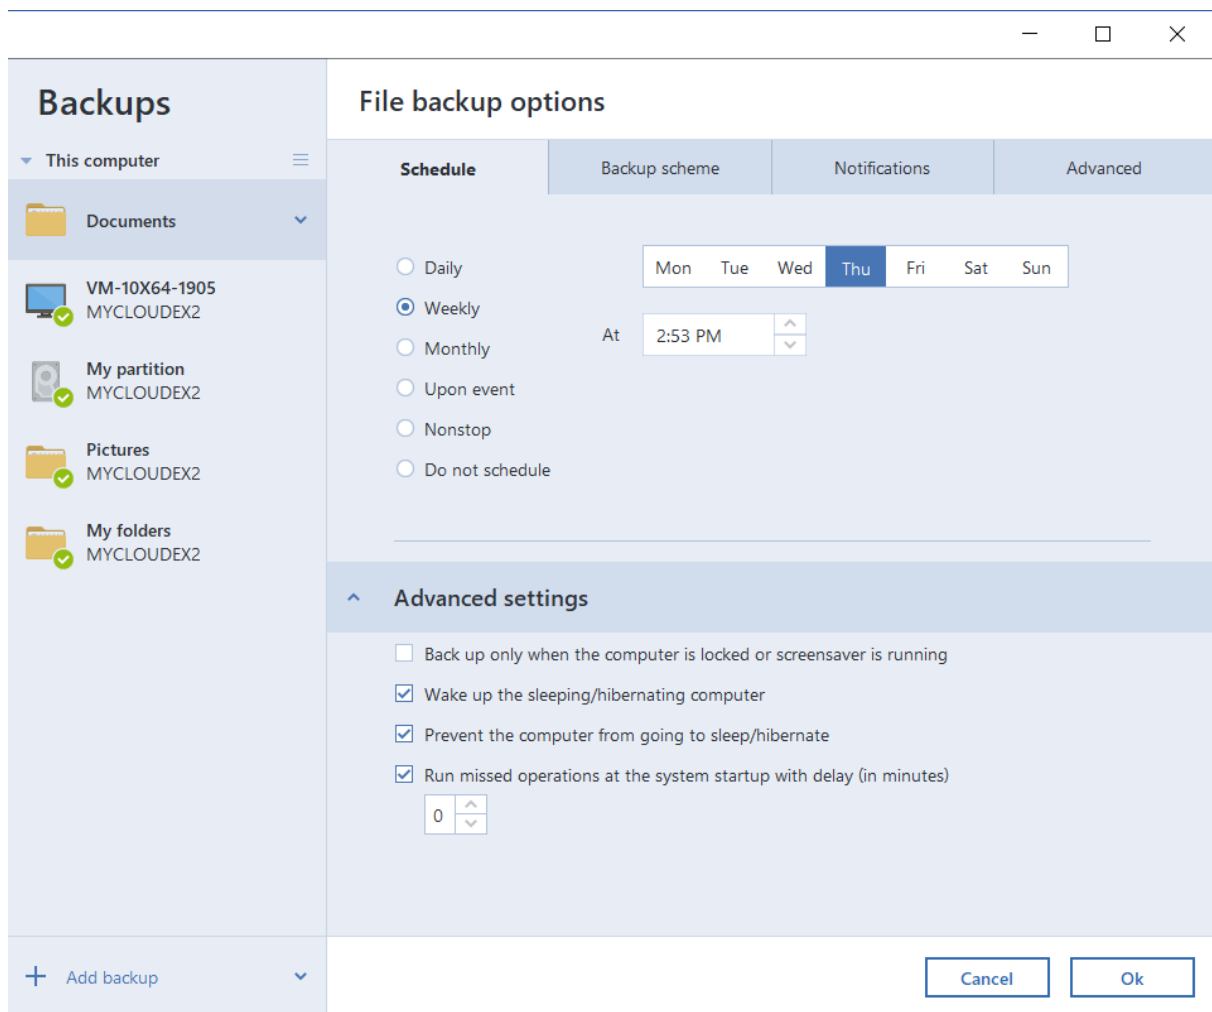 Backups
This computer
Documents
VM-10X64-1905
MYCLOUDEX2
My partition
MYCLOUDEX2
Pictures
MYCLOUDEX2
My folders
MYCLOUDEX2
Add backup
File backup options
Schedule Backup scheme Notifications Advanced
Daily
Weekly
Monthly
Upon event
Nonstop
Do not schedule
Mon Tue Wed Thu Fri Sat Sun
At 2:53 PM
Advanced settings
Back up only when the computer is locked or screensaver is running
Wake up the sleeping/hibernating computer
Prevent the computer from going to sleep/hibernate
Run missed operations at the system startup with delay (in minutes)
0
Cancel Ok